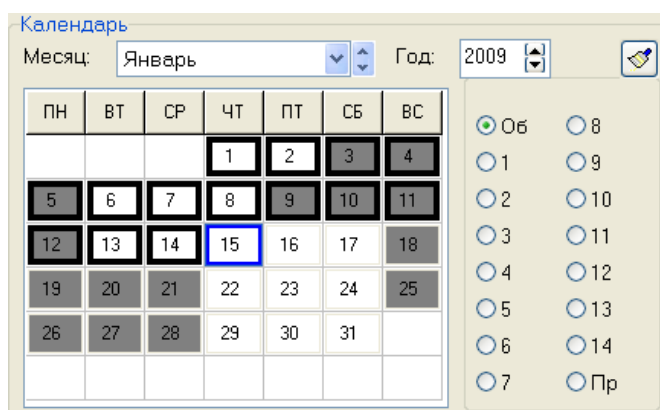 Календарь
Месяц: Январь Год: 2009
ПН ВТ СР ЧТ ПТ СБ ВС
1 2 3 4
5 6 7 8 9 10 11
12 13 14 15 16 17 18
19 20 21 22 23 24 25
26 27 28 29 30 31
Об 8
1 9
2 10
3 11
4 12
5 13
6 14
7 Пр